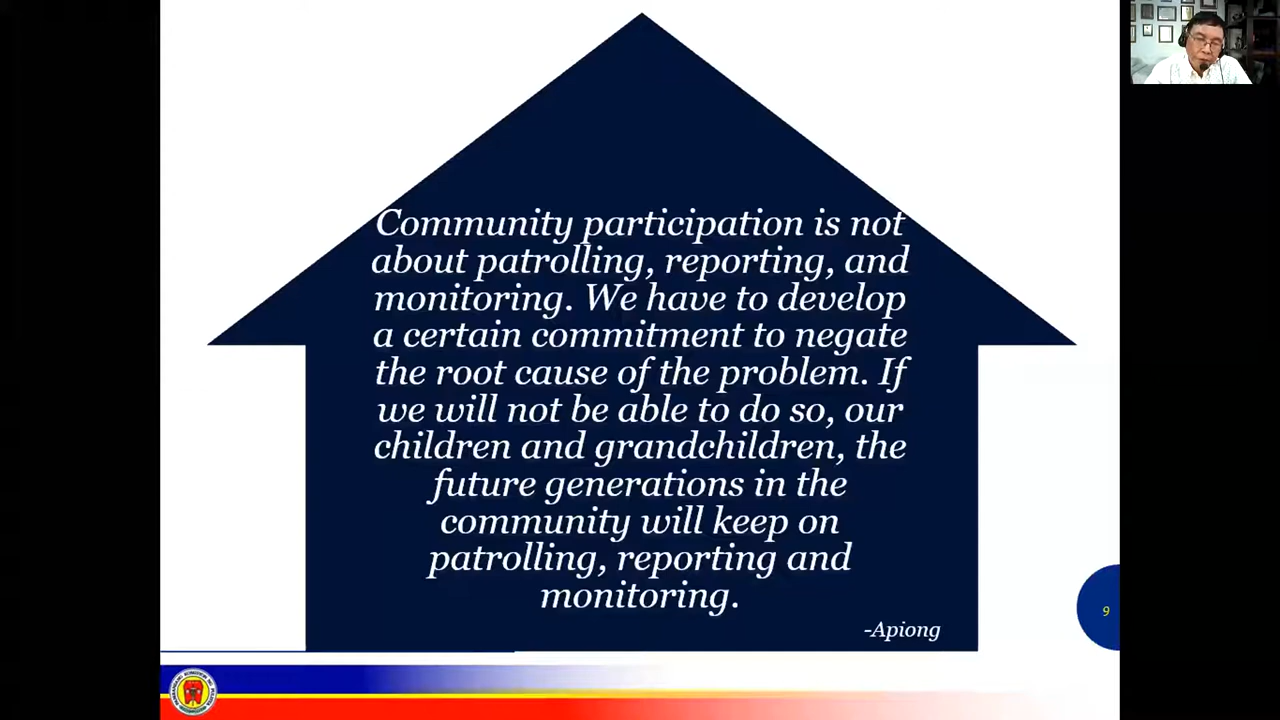 Community participation is not
about patrolling, reporting, and
monitoring. We have to develop
a certain commitment to negate
the root cause of the problem. If
we will not be able to do so, our
children and grandchildren, the
future generations in the
community will keep on
patrolling, reporting and
monitoring.
-Apiong
9